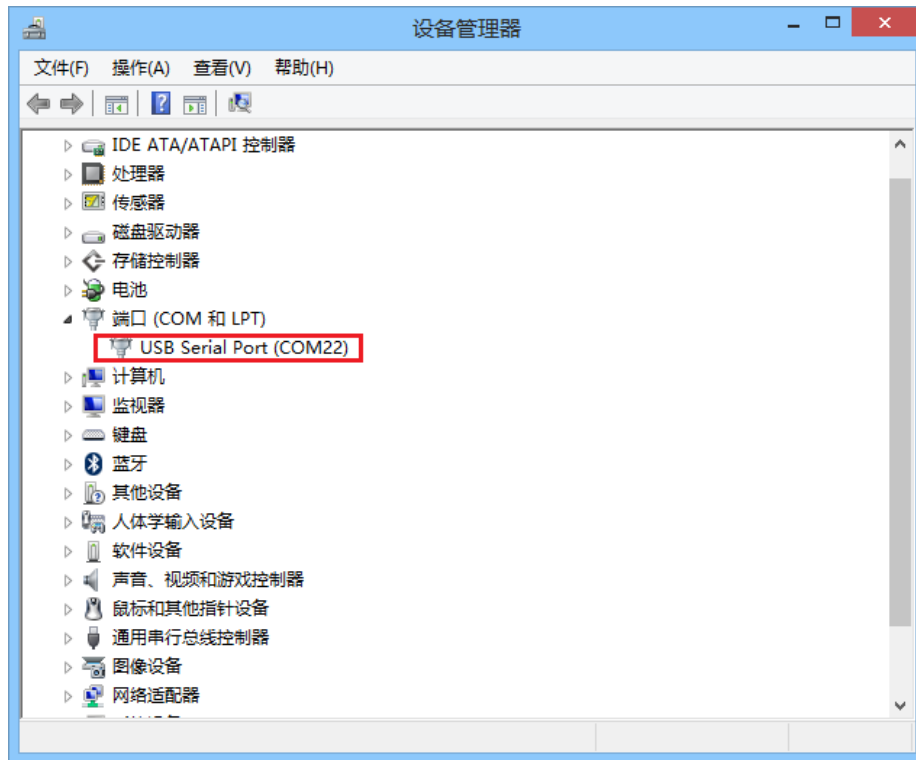 设备管理器
文件(F) 操作(A) 查看(V) 帮助(H)
IDE ATA/ATAPI 控制器
处理器
传感器
磁盘驱动器
存储控制器
电池
端口 (COM 和 LPT)
USB Serial Port (COM22)
计算机
监视器
键盘
蓝牙
其他设备
人体学输入设备
软件设备
声音、视频和游戏控制器
鼠标和其他指针设备
通用串行总线控制器
图像设备
网络适配器